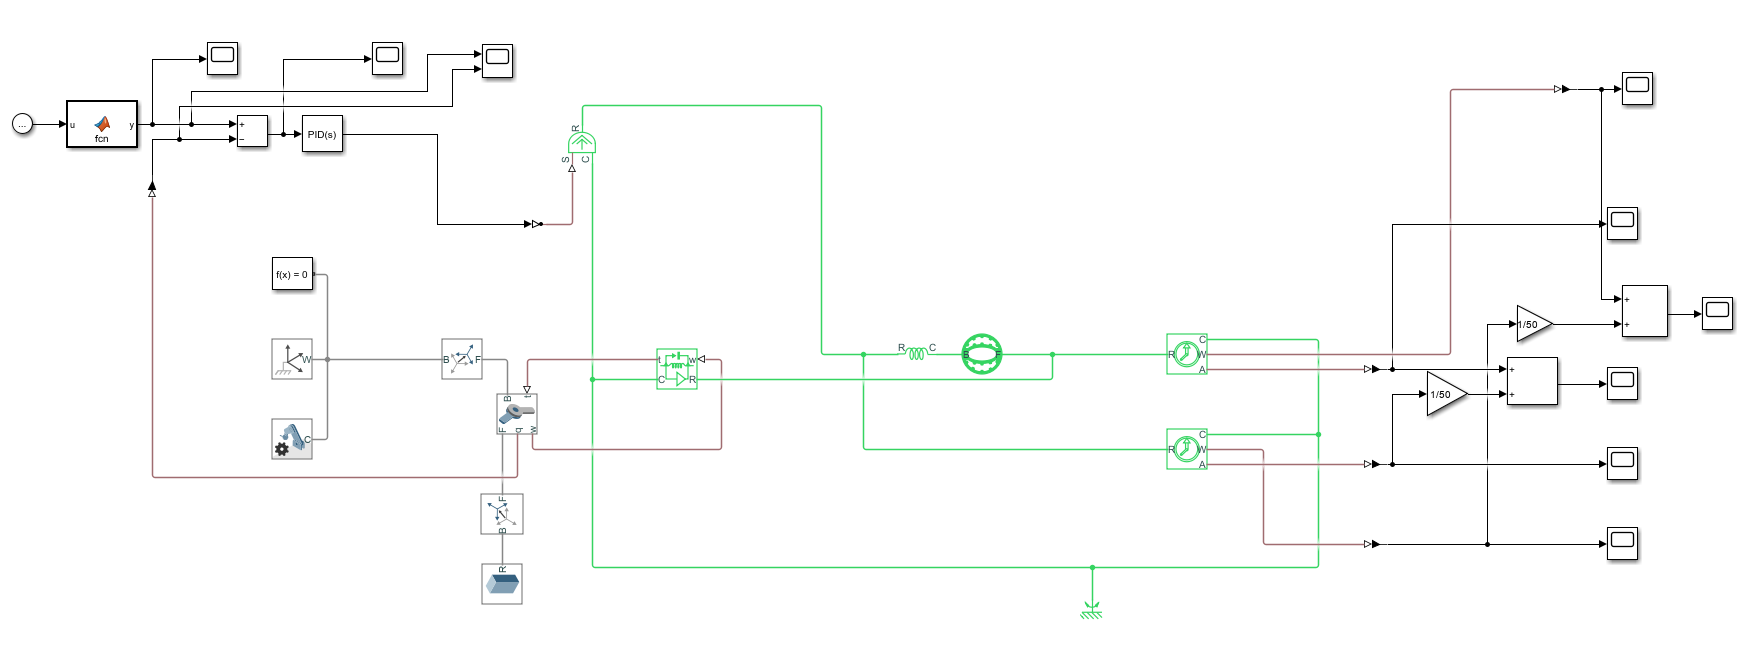 ...
u
fcn
y
+
−
PID(s)
R
S
C
f(x) = 0
W
B
F
C
B
t
F
q
w
F
B
R
t
w
C
R
R
C
B
F
R
C
W
A
R
C
W
A
1/50
1/50
+
+
+
+